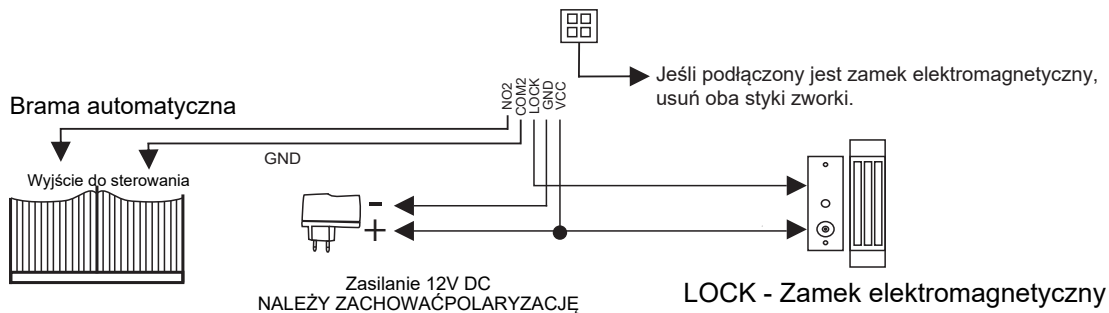 Jeśli podłączony jest zamek elektromagnetyczny,
usuń oba styki zworki.
Brama automatyczna
NO2
COM2
LOCK
GND
VCC
GND
Wyjście do sterowania
-
+
Zasilanie 12V DC
NALEŻY ZACHOWAĆPOLARYZACJĘ
LOCK - Zamek elektromagnetyczny